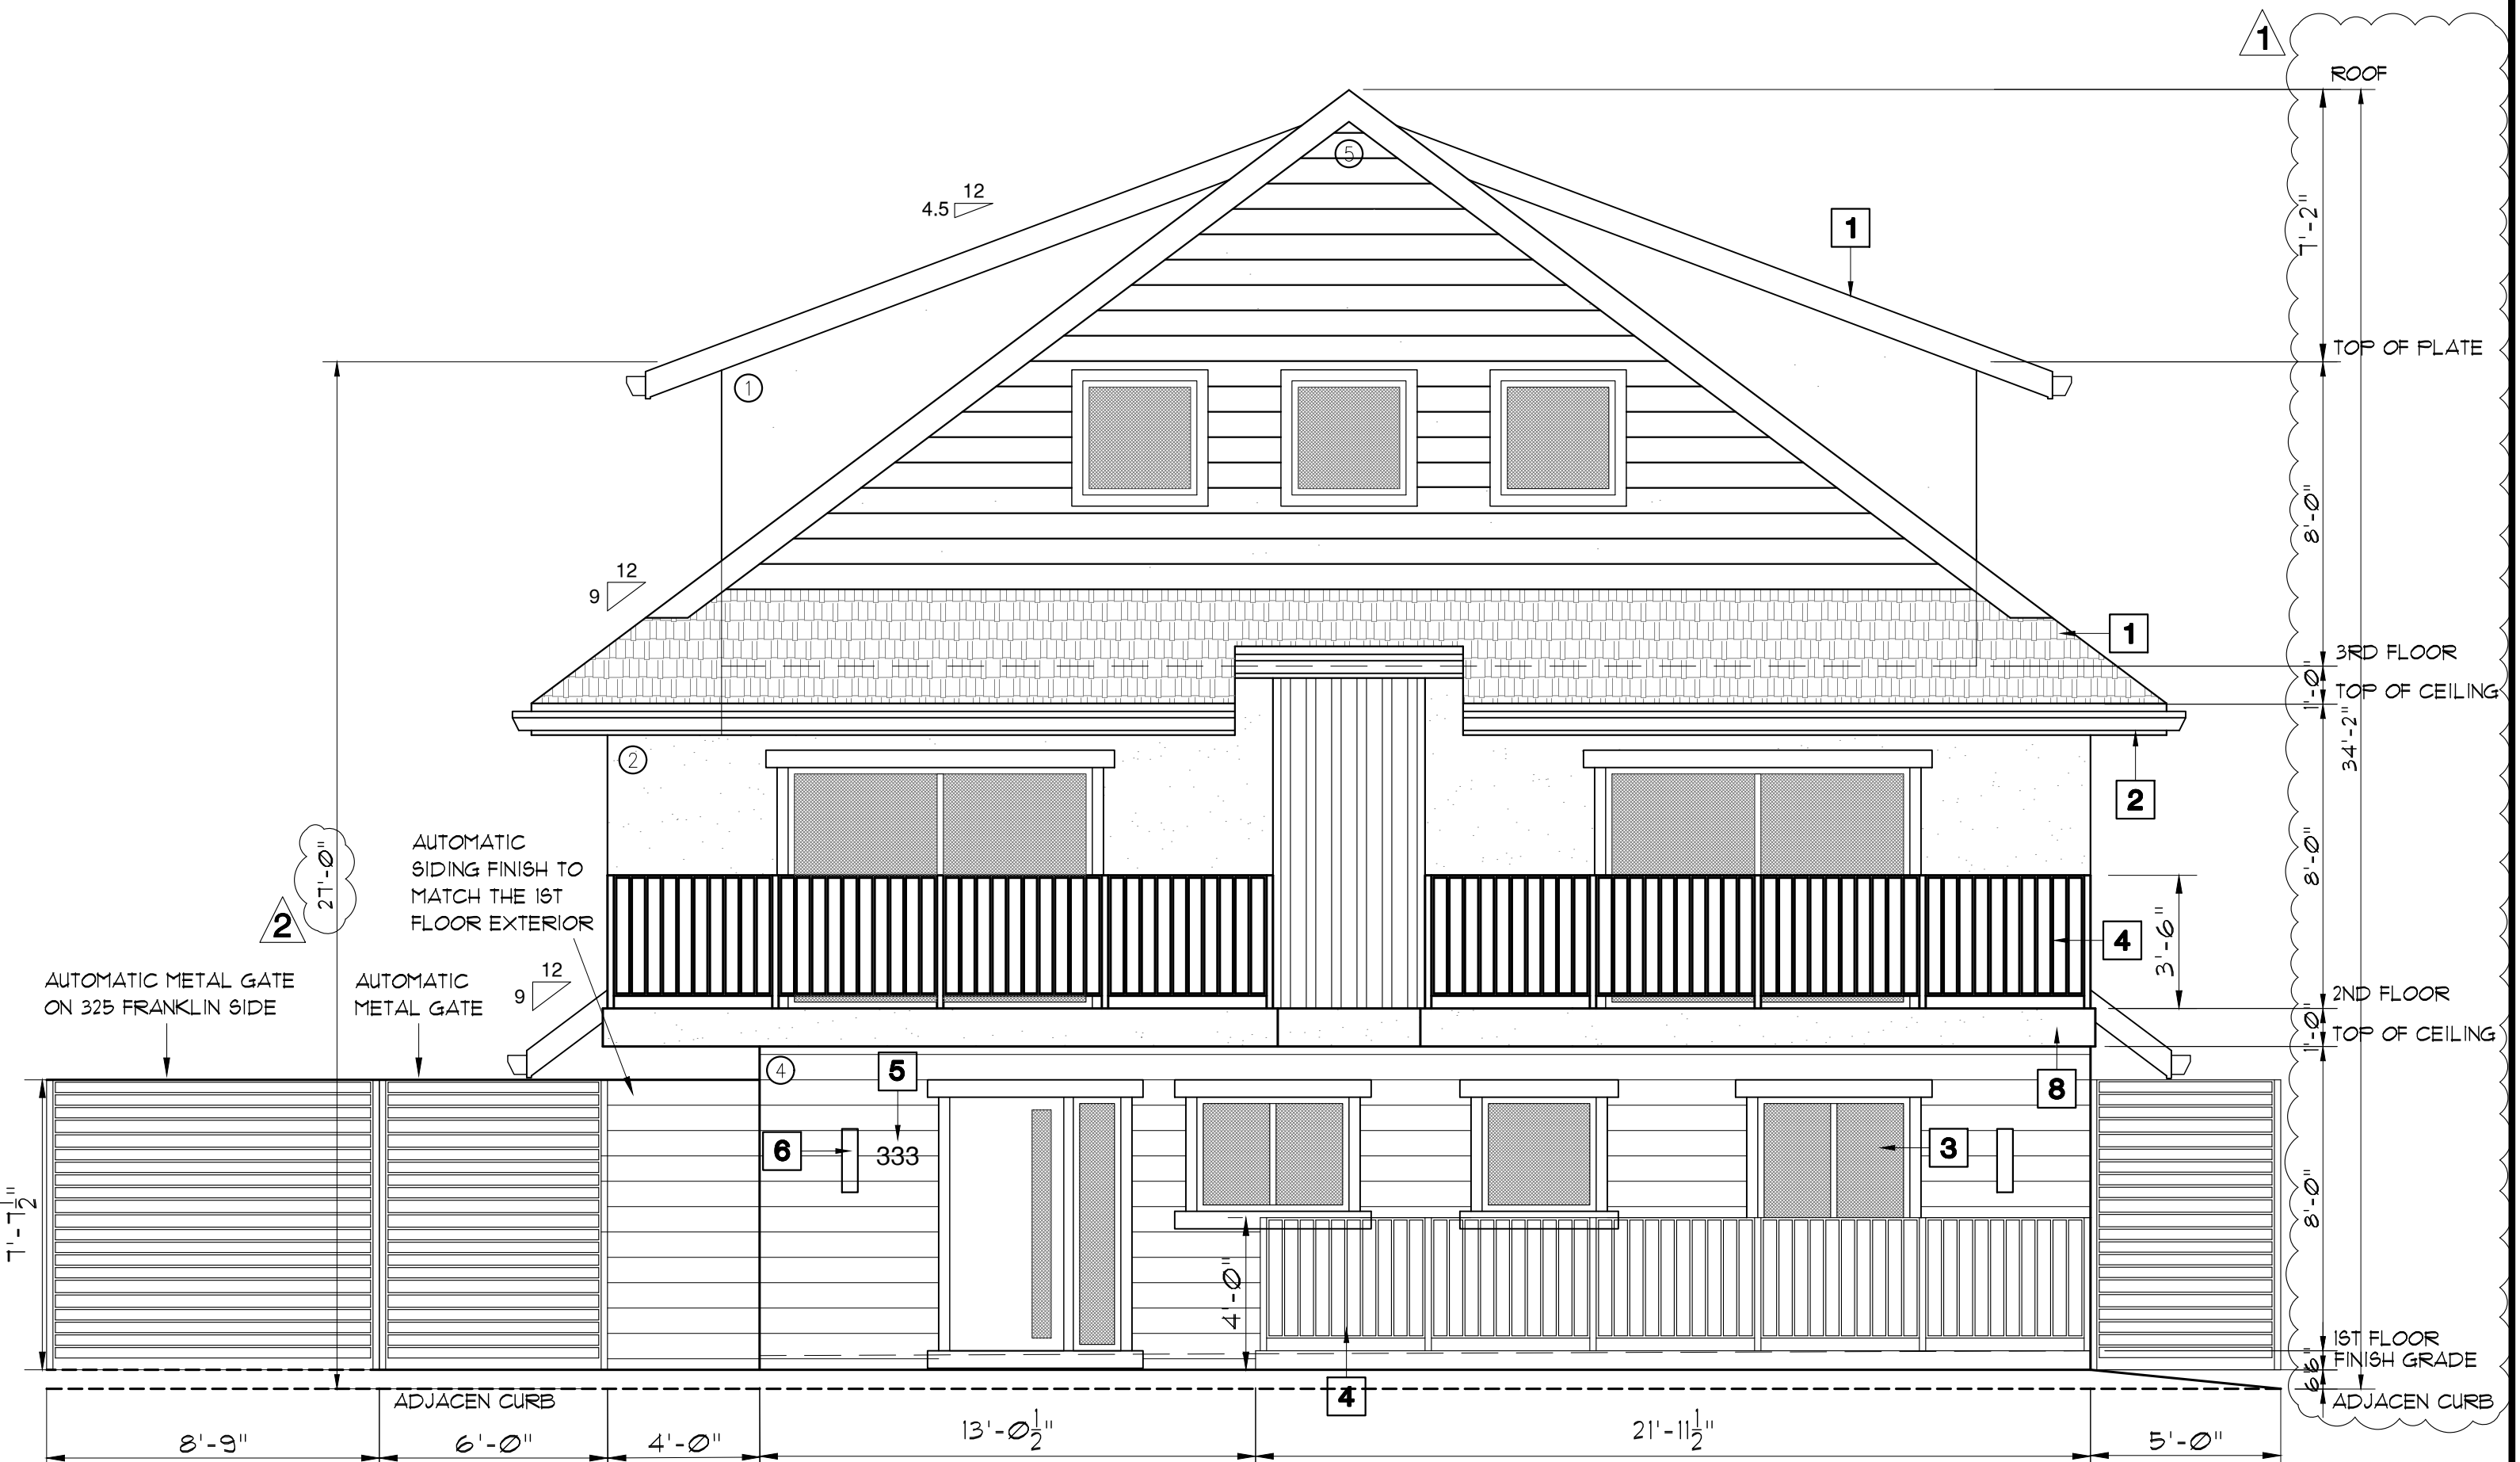 1
ROOF
5
12
4.5
1
7'-2"
TOP OF PLATE
1
8'-0"
12
9
1
3RD FLOOR
1'-0"
TOP OF CEILING
34'-2"
2
2
8'-0"
AUTOMATIC
SIDING FINISH TO
MATCH THE 1ST
FLOOR EXTERIOR
27'-0"
2
4
3'-6"
12
9
AUTOMATIC METAL GATE
ON 325 FRANKLIN SIDE
AUTOMATIC
METAL GATE
2ND FLOOR
1'-0"
TOP OF CEILING
4
5
8
6
333
3
7'-7 1/2"
8'-0"
4'-0"
1ST FLOOR
6"
FINISH GRADE
6"
4
ADJACEN CURB
ADJACEN CURB
8'-9"
6'-0"
4'-0"
13'-0 1/2"
21'-11 1/2"
5'-0"